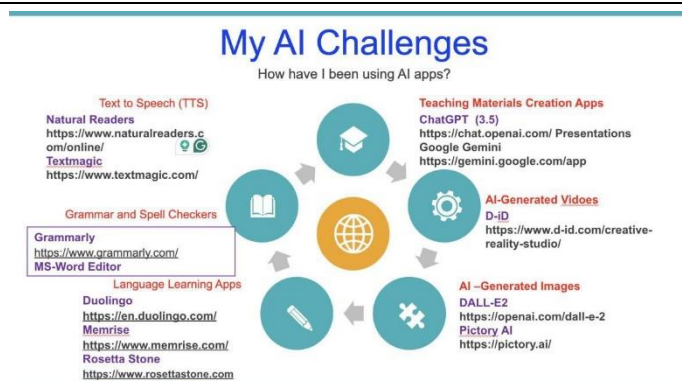 My AI Challenges
How have I been using AI apps?
Text to Speech (TTS)
Natural Readers
https://www.naturalreaders.c
om/online/
Textmagic
https://www.textmagic.com/
Grammar and Spell Checkers
Grammarly
https://www.grammarly.com/
MS-Word Editor
Language Learning Apps
Duolingo
https://en.duolingo.com/
Memrise
https://www.memrise.com/
Rosetta Stone
https://www.rosettastone.com
Teaching Materials Creation Apps
ChatGPT (3.5)
https://chat.openai.com/ Presentations
Google Gemini
https://gemini.google.com/app
AI-Generated Vidoes
D-iD
https://www.d-id.com/creative-
reality-studio/
AI –Generated Images
DALL-E2
https://openai.com/dall-e-2
Pictory AI
https://pictory.ai/